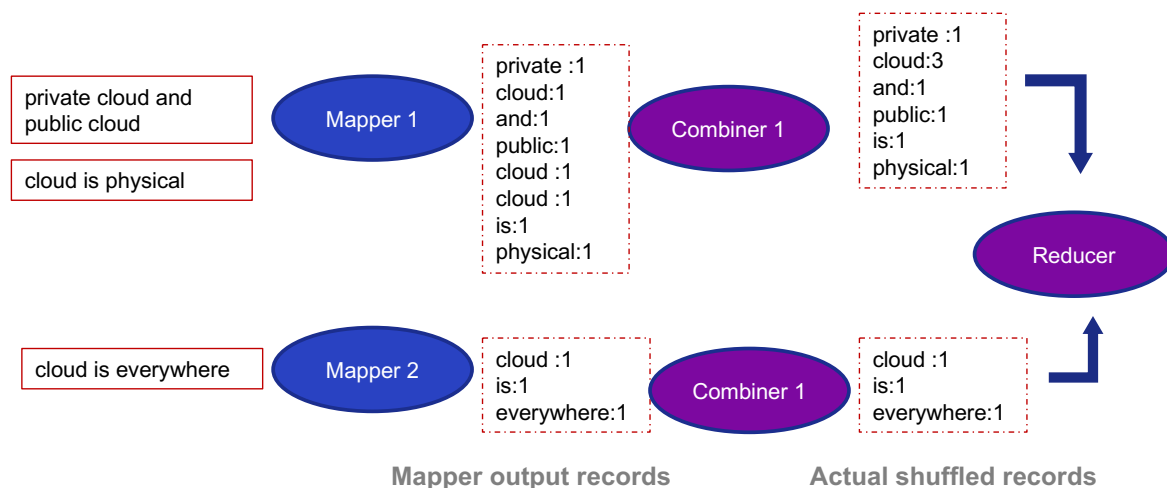 private cloud and
public cloud
cloud is physical
Mapper 1
private :1
cloud:1
and:1
public:1
cloud :1
cloud :1
is:1
physical:1
Combiner 1
private :1
cloud:3
and:1
public:1
is:1
physical:1
Reducer
cloud is everywhere
Mapper 2
cloud :1
is:1
everywhere:1
Combiner 1
cloud :1
is:1
everywhere:1
Mapper output records
Actual shuffled records